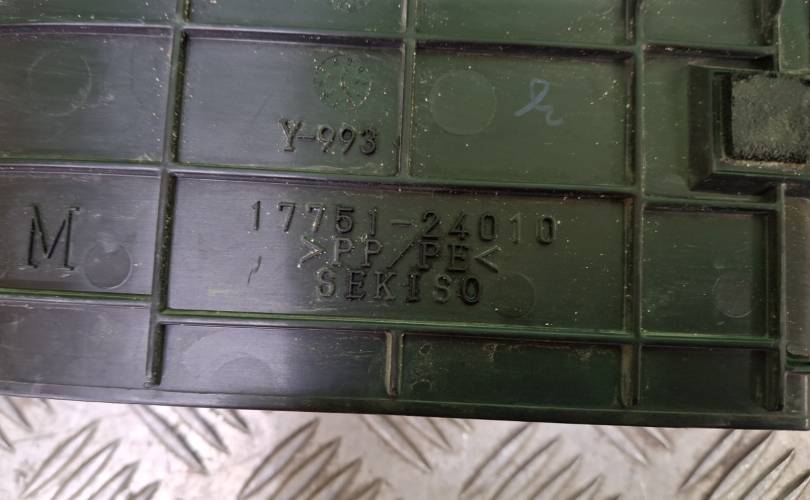 Y-993
M
17751-24010
>PP/PE<
SEKISO